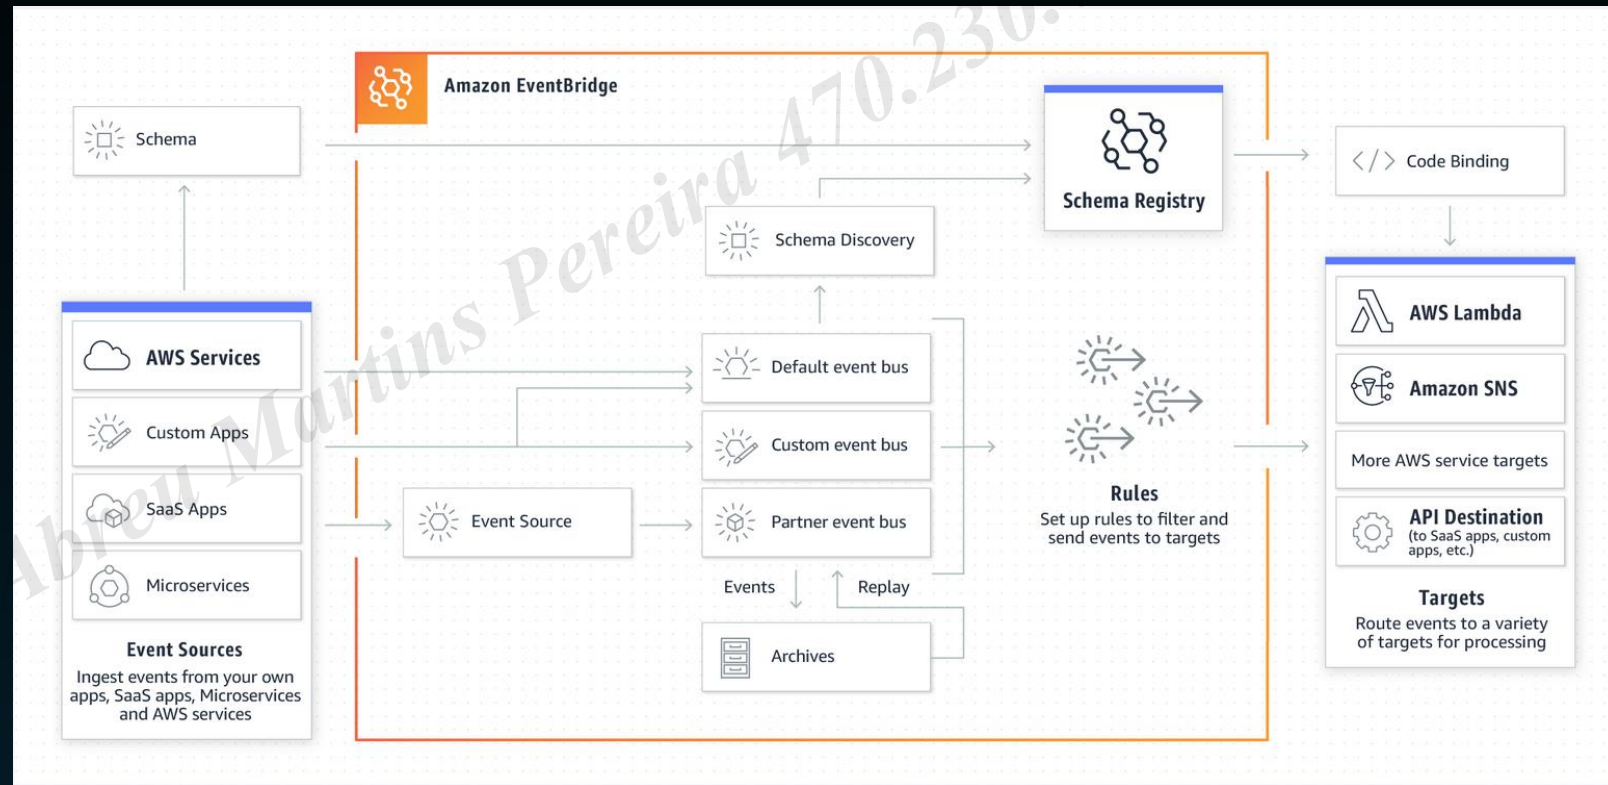 Amazon EventBridge
Schema
Schema Registry
</> Code Binding
Schema Discovery
AWS Services
Custom Apps
SaaS Apps
Microservices
Event Sources
Ingest events from your own
apps, SaaS apps, Microservices
and AWS services
Event Source
Default event bus
Custom event bus
Partner event bus
Events
Replay
Archives
Rules
Set up rules to filter and
send events to targets
AWS Lambda
Amazon SNS
More AWS service targets
API Destination
(to SaaS apps, custom
apps, etc.)
Targets
Route events to a variety
of targets for processing
Abreu Martins Pereira 470.230.